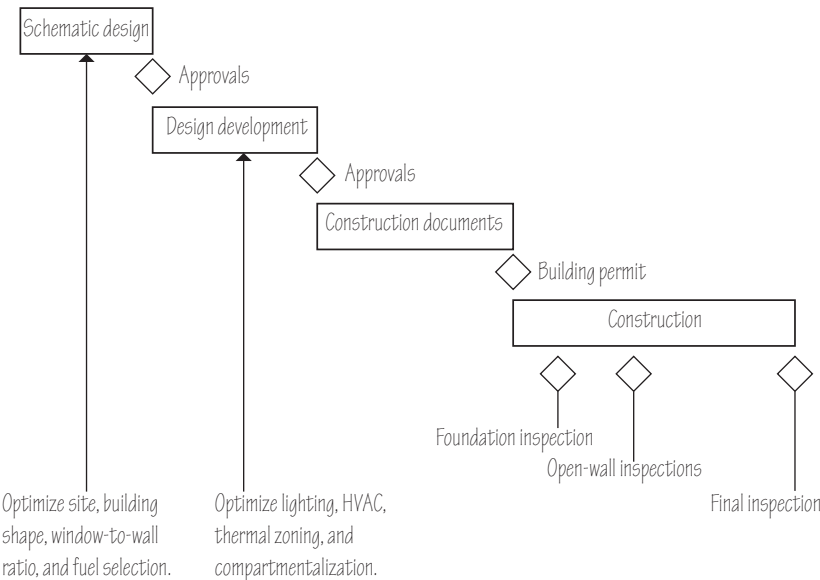 Schematic design
Approvals
Design development
Approvals
Construction documents
Building permit
Construction
Foundation inspection
Open-wall inspections
Final inspection
Optimize site, building
shape, window-to-wall
ratio, and fuel selection.
Optimize lighting, HVAC,
thermal zoning, and
compartmentalization.